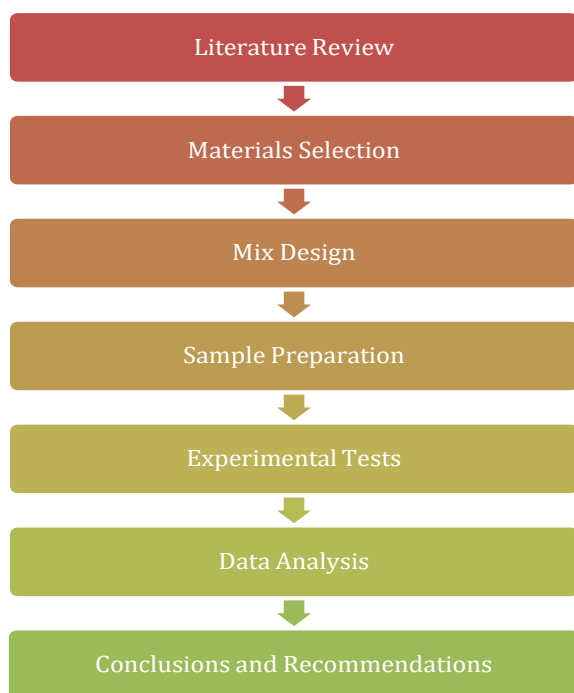 Literature Review
Materials Selection
Mix Design
Sample Preparation
Experimental Tests
Data Analysis
Conclusions and Recommendations